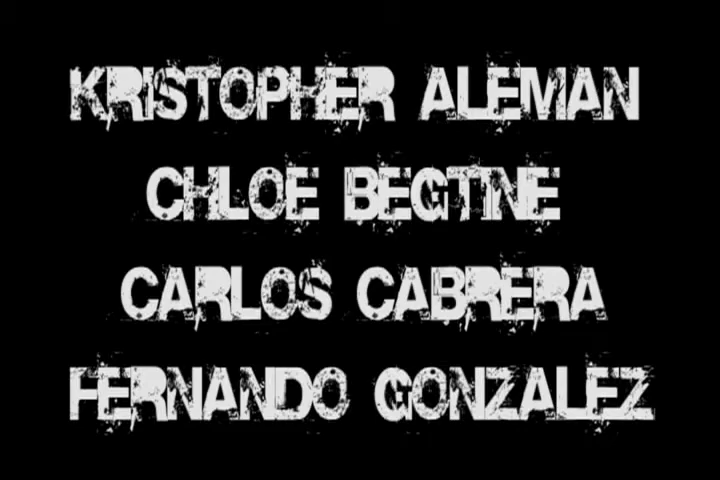 KRISTOPHER ALEMAN
CHLOE BEGTINE
CARLOS CABRERA
FERNANDO GONZALEZ